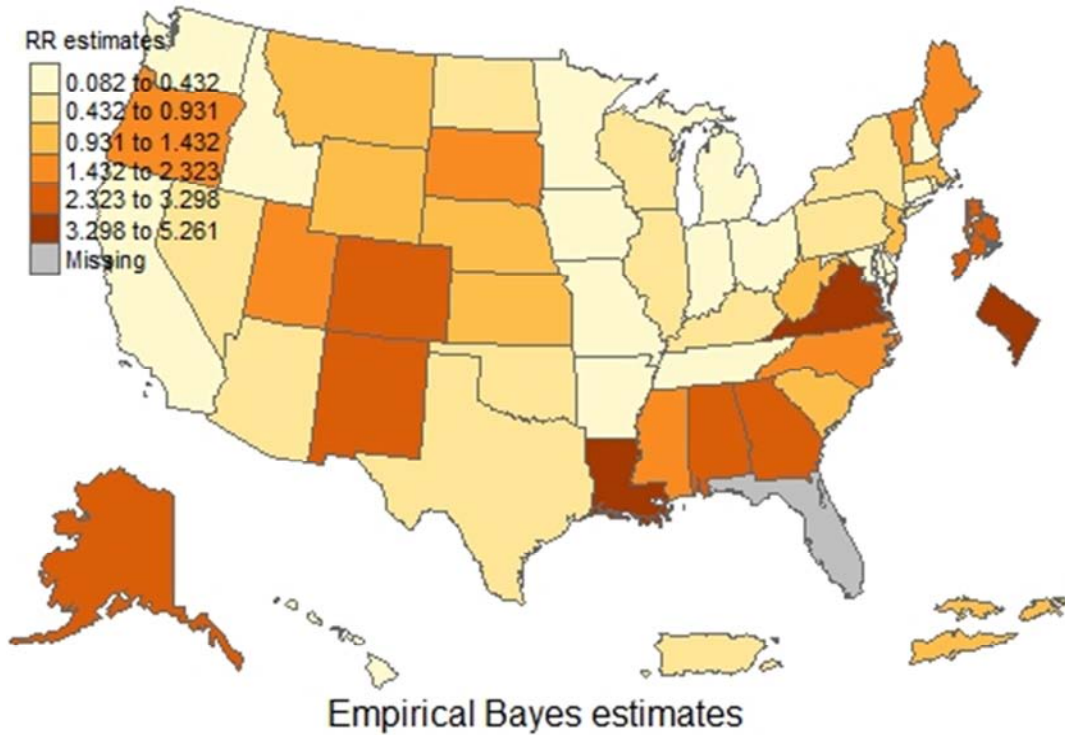 RR estimates
0.082 to 0.432
0.432 to 0.931
0.931 to 1.432
1.432 to 2.323
2.323 to 3.298
3.298 to 5.261
Missing
Empirical Bayes estimates